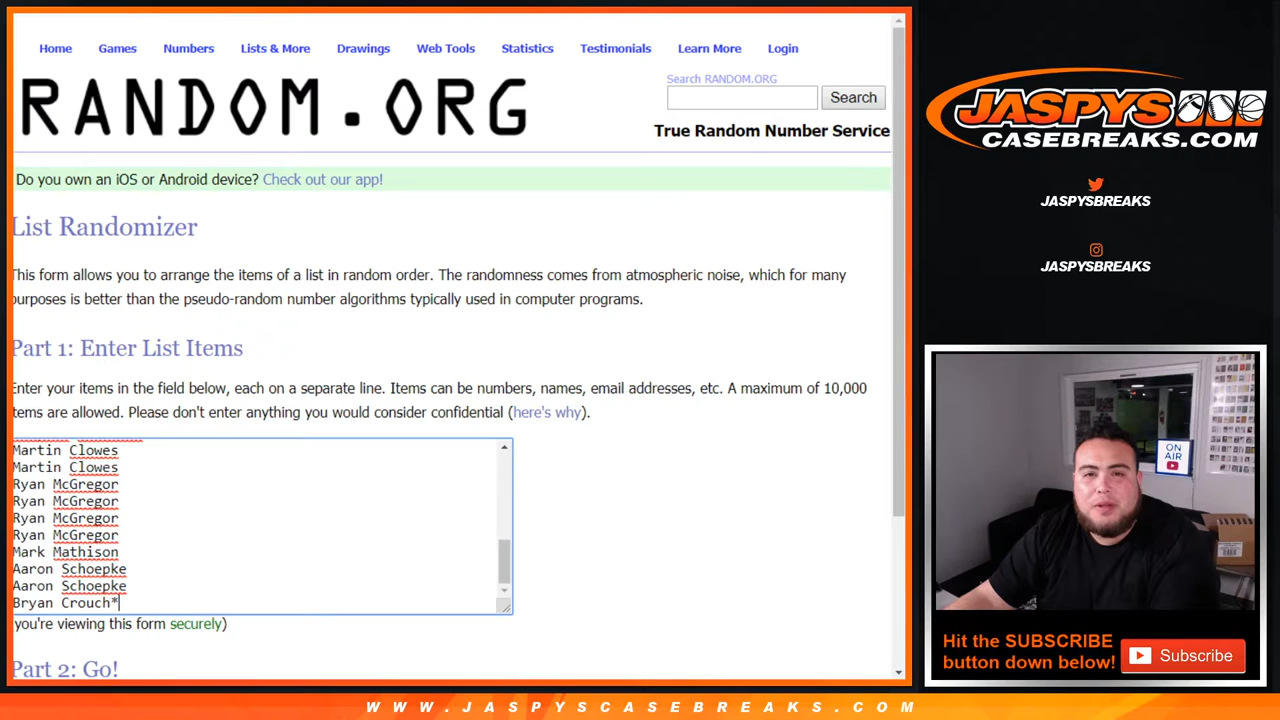 Home Games Numbers Lists & More Drawings Web Tools Statistics Testimonials Learn More Login
RANDOM.ORG
Search RANDOM.ORG
Search
True Random Number Service
Do you own an iOS or Android device? Check out our app!
List Randomizer
This form allows you to arrange the items of a list in random order. The randomness comes from atmospheric noise, which for many
purposes is better than the pseudo-random number algorithms typically used in computer programs.
Part 1: Enter List Items
Enter your items in the field below, each on a separate line. Items can be numbers, names, email addresses, etc. A maximum of 10,000
items are allowed. Please don't enter anything you would consider confidential (here's why).
Martin Clowes
Martin Clowes
Ryan McGregor
Ryan McGregor
Ryan McGregor
Ryan McGregor
Mark Mathison
Aaron Schoepke
Aaron Schoepke
Bryan Crouch*
you're viewing this form securely)
Part 2: Go!
JASPYS
CASEBREAKS.COM
JASPYSBREAKS
JASPYSBREAKS
ON
AIR
Hit the SUBSCRIBE
button down below!
Subscribe
WWW.JASPYSCASEBREAKS.COM